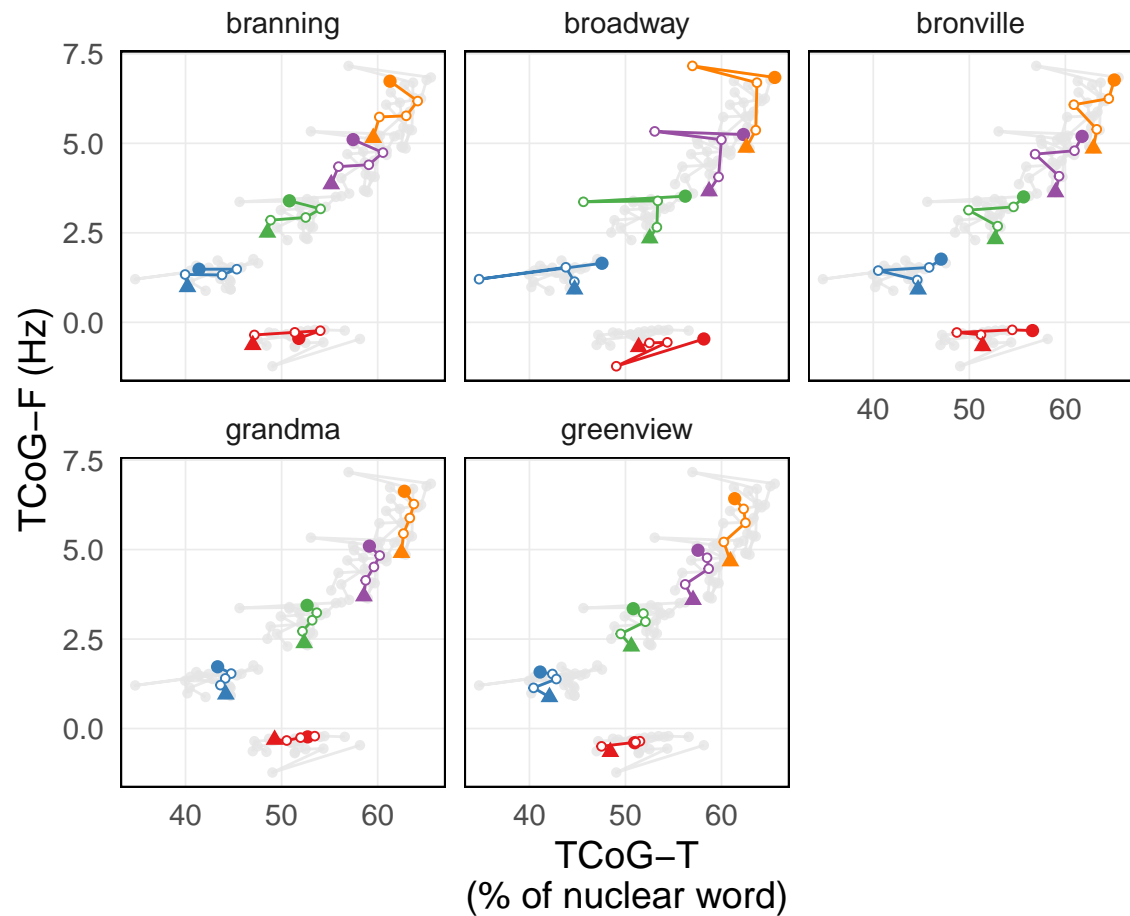 branning
broadway
bronville
7.5
5.0
2.5
0.0
40 50 60
grandma
greenview
7.5
5.0
2.5
0.0
40 50 60
40 50 60
TCoG−F (Hz)
TCoG−T
(% of nuclear word)